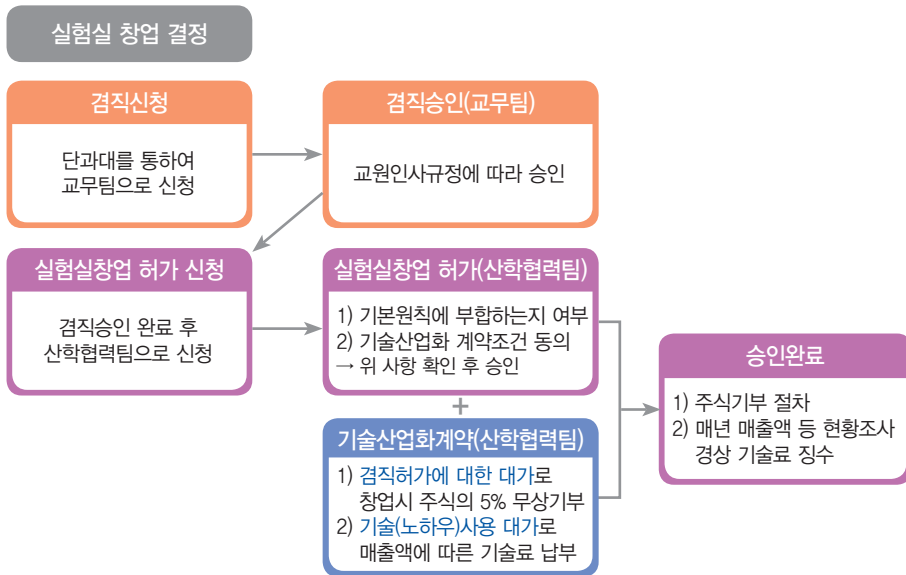 실험실 창업 결정
겸직신청
단과대를 통하여
교무팀으로 신청
겸직승인(교무팀)
교원인사규정에 따라 승인
실험실창업 허가 신청
겸직승인 완료 후
산학협력팀으로 신청
실험실창업 허가(산학협력팀)
1) 기본원칙에 부합하는지 여부
2) 기술산업화 계약조건 동의
→ 위 사항 확인 후 승인
+
기술산업화계약(산학협력팀)
1) 겸직허가에 대한 대가로
창업시 주식의 5% 무상기부
2) 기술(노하우)사용 대가로
매출액에 따른 기술료 납부
승인완료
1) 주식기부 절차
2) 매년 매출액 등 현황조사
경상 기술료 징수